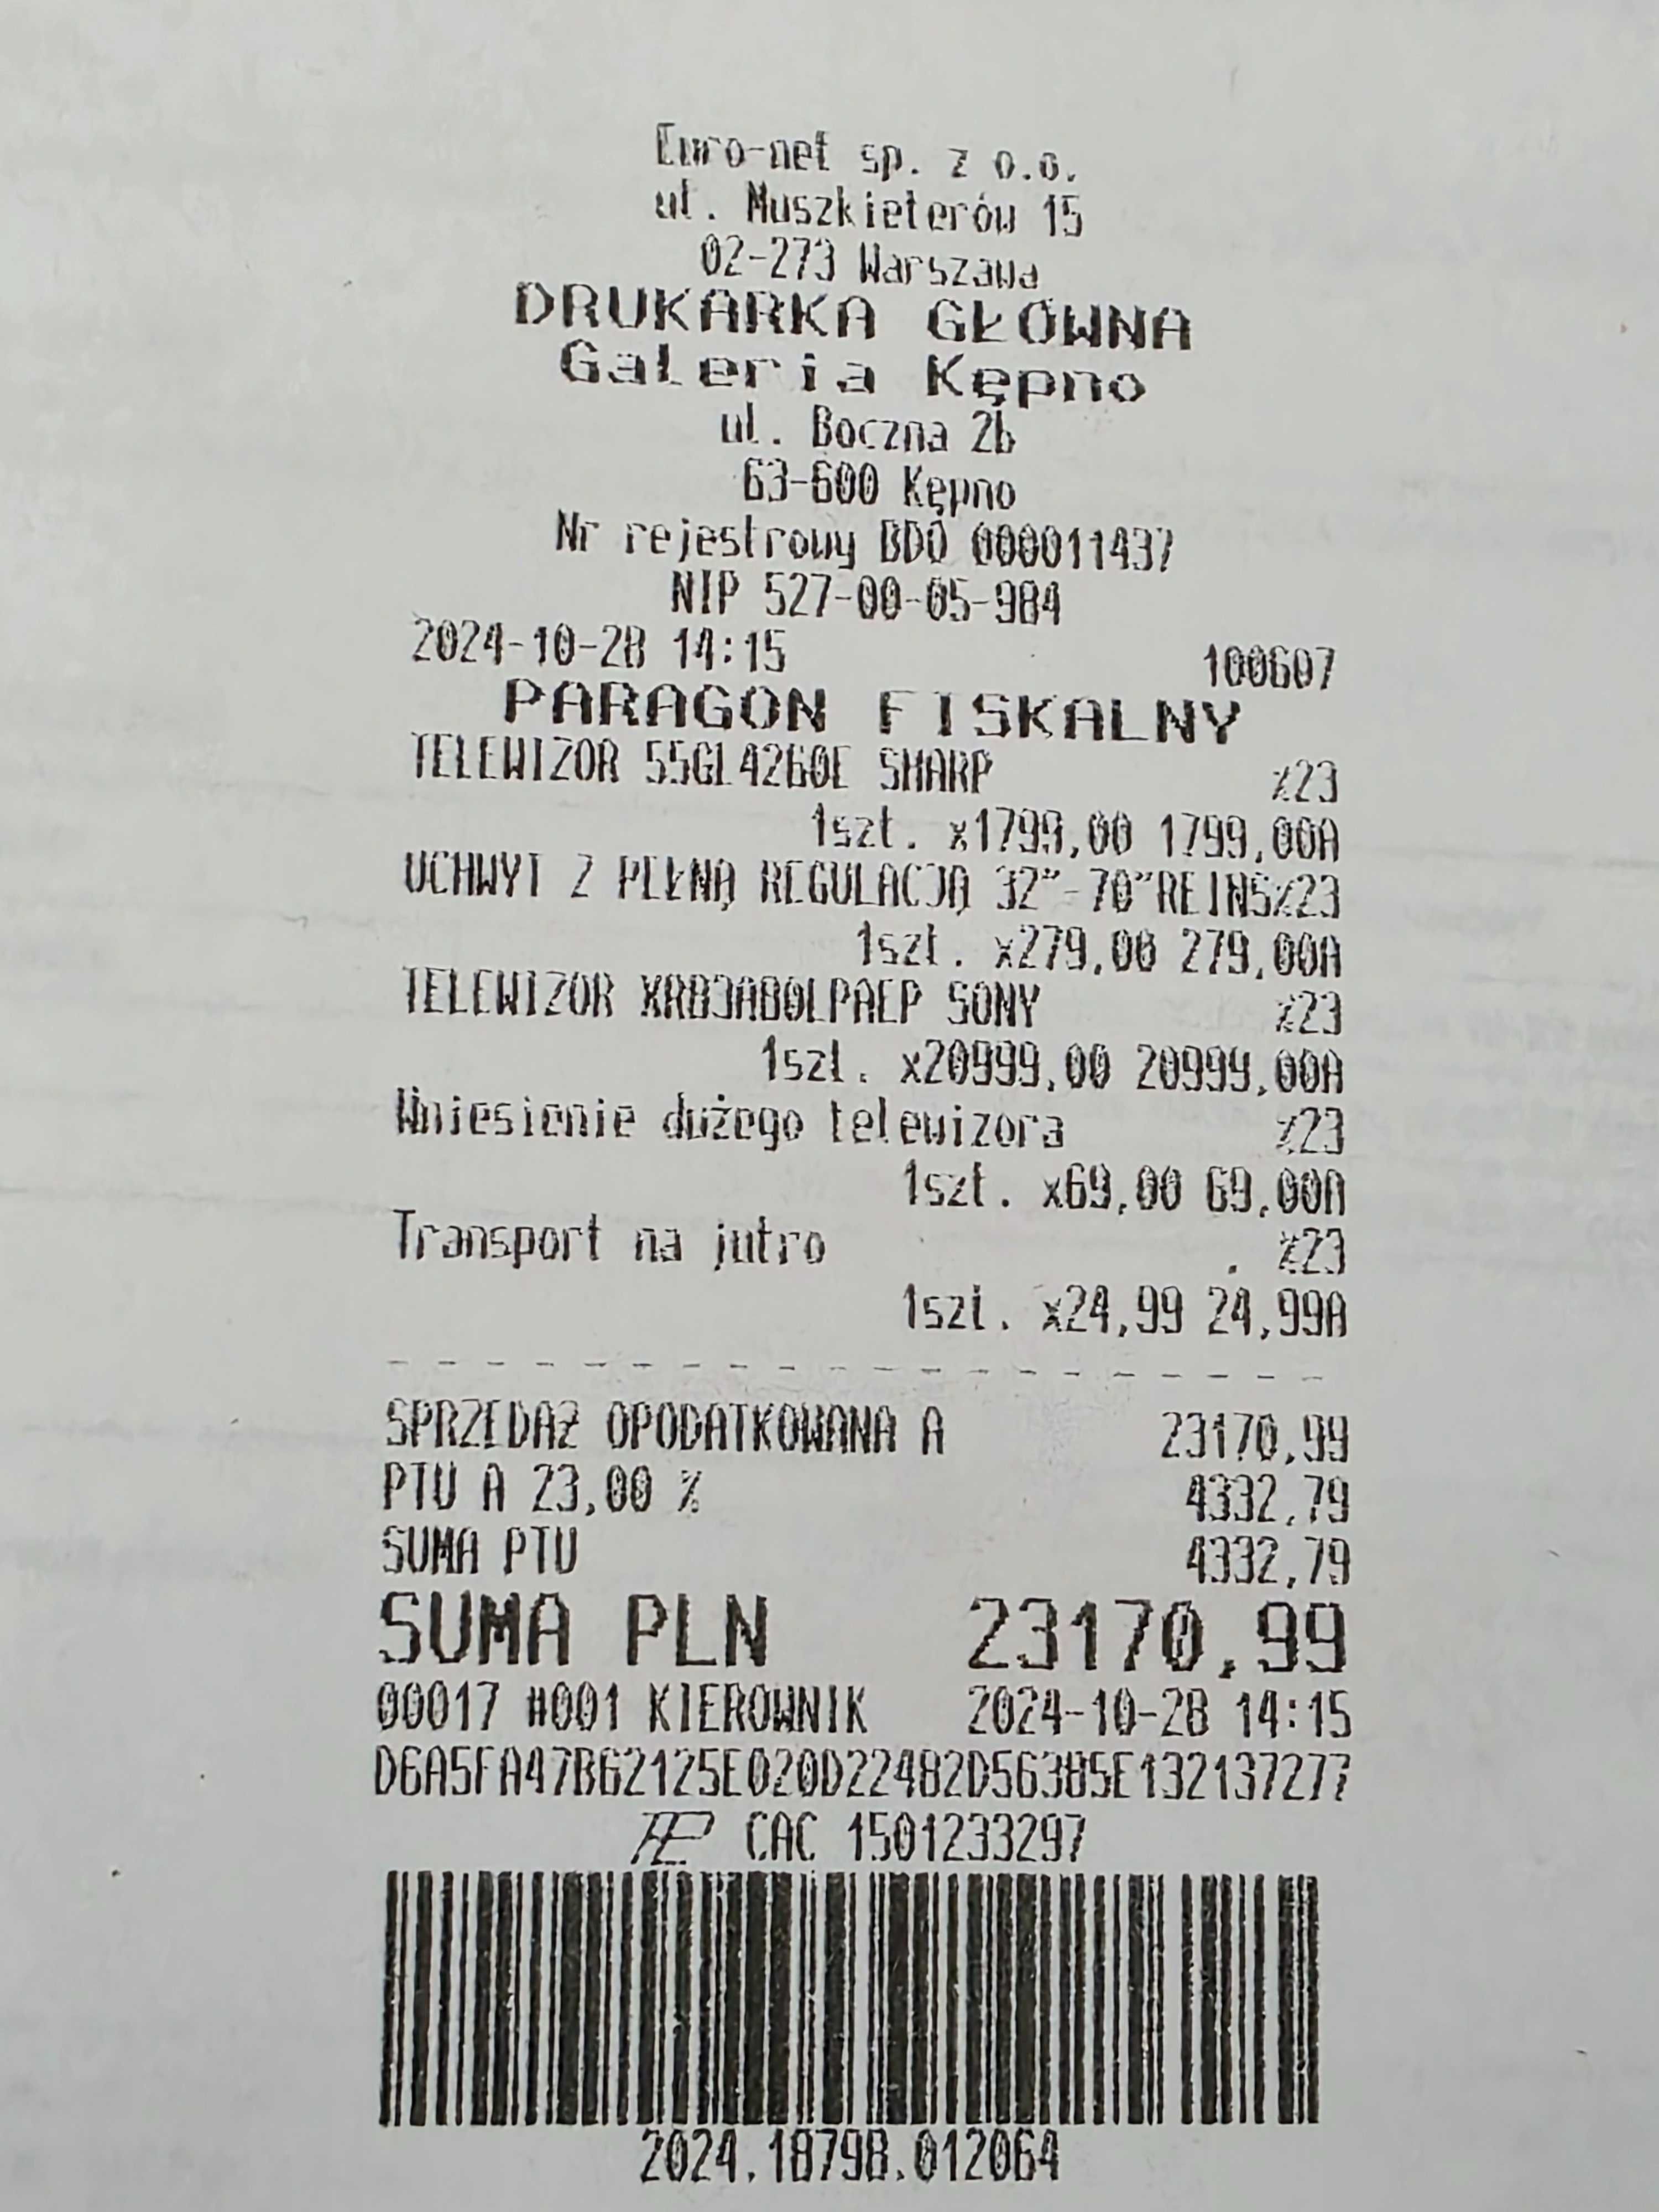 Euro-net sp. z o.o.
ul. Muszkieterów 15
02-273 Warszawa
DRUKARKA GŁÓWNA
Galeria Kępno
ul. Boczna 2b
63-600 Kępno
Nr rejestrowy BDO 000011437
NIP 527-00-05-984
2024-10-28 14:15 100607
PARAGON FISKALNY
TELEWIZOR 55GL4260E SHARP %23
1szt. x1799,00 1799,00A
UCHWYT Z PEŁNĄ REGULACJĄ 32"-70"REINS%23
1szt. x279,00 279,00A
TELEWIZOR XR83A80LPAEP SONY %23
1szt. x20999,00 20999,00A
Wniesienie dużego telewizora %23
1szt. x69,00 69,00A
Transport na jutro %23
1szt. x24,99 24,99A
SPRZEDAŻ OPODATKOWANA A 23170,99
PTU A 23,00 % 4332,79
SUMA PTU 4332,79
SUMA PLN 23170,99
00017 #001 KIEROWNIK 2024-10-28 14:15
D6A5FA47B62125E020D22482D56385E132137277
CAC 1501233297
2024.18798.012064